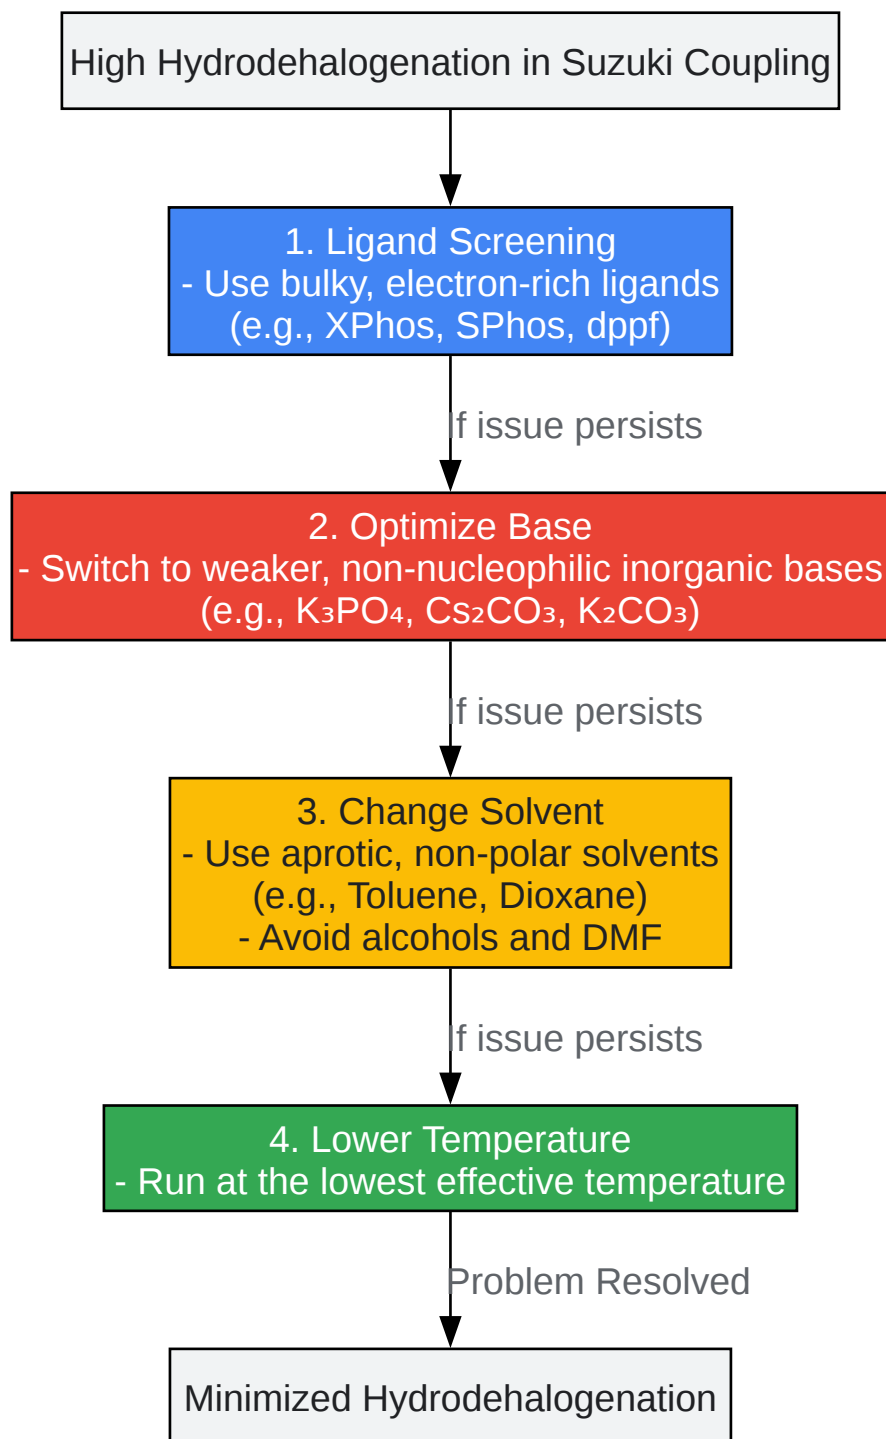 High Hydrodehalogenation in Suzuki Coupling
1. Ligand Screening
- Use bulky, electron-rich ligands
(e.g., XPhos, SPhos, dppf)
If issue persists
2. Optimize Base
- Switch to weaker, non-nucleophilic inorganic bases
(e.g., K₃PO₄, Cs₂CO₃, K₂CO₃)
If issue persists
3. Change Solvent
- Use aprotic, non-polar solvents
(e.g., Toluene, Dioxane)
- Avoid alcohols and DMF
If issue persists
4. Lower Temperature
- Run at the lowest effective temperature
Problem Resolved
Minimized Hydrodehalogenation